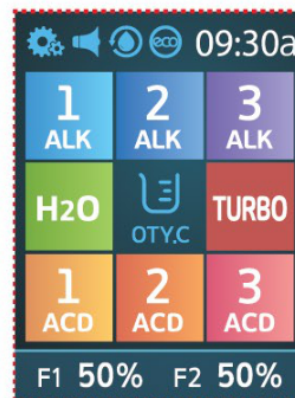 eco 09:30a
1 2 3
ALK ALK ALK
H2O OTY.C TURBO
1 2 3
ACD ACD ACD
F1 50% F2 50%